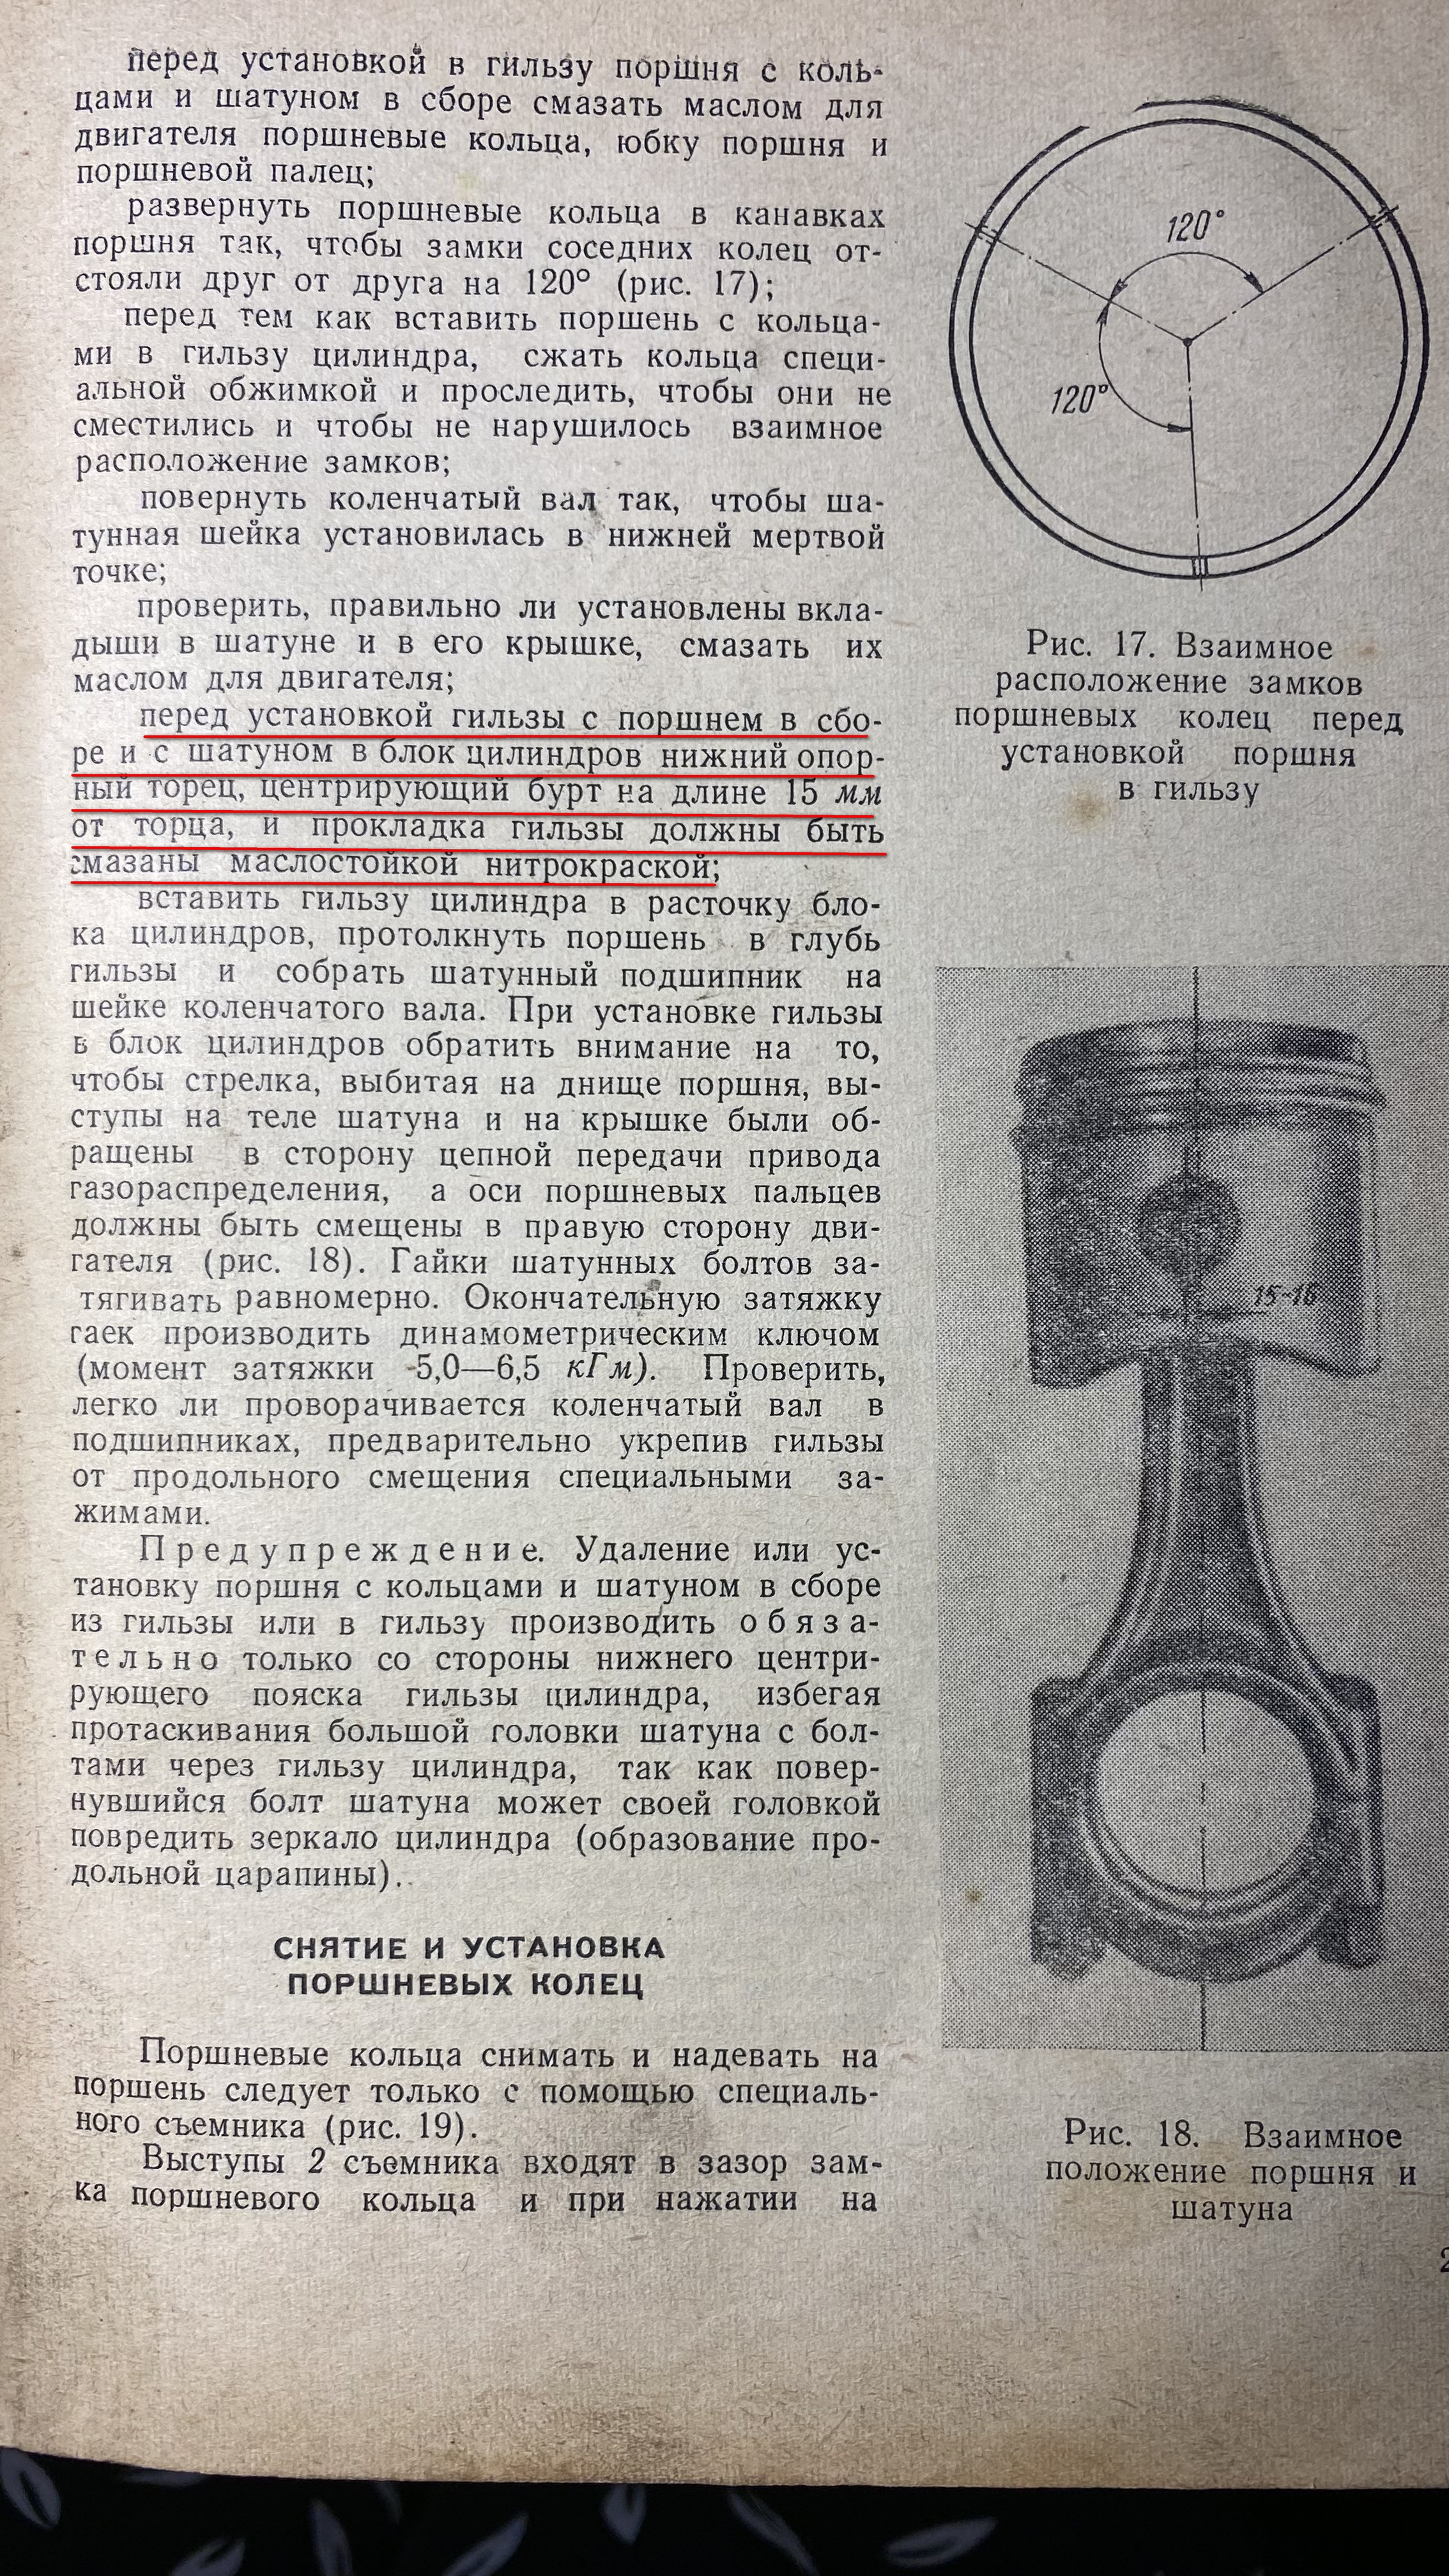 перед установкой в гильзу поршня с коль-
цами и шатуном в сборе смазать маслом для
двигателя поршневые кольца, юбку поршня и
поршневой палец;
развернуть поршневые кольца в канавках
поршня так, чтобы замки соседних колец от-
стояли друг от друга на 120° (рис. 17);
перед тем как вставить поршень с кольца-
ми в гильзу цилиндра, сжать кольца специ-
альной обжимкой и проследить, чтобы они не
сместились и чтобы не нарушилось взаимное
расположение замков;
повернуть коленчатый вал так, чтобы ша-
тунная шейка установилась в нижней мертвой
точке;
проверить, правильно ли установлены вкла-
дыши в шатуне и в его крышке, смазать их
маслом для двигателя;
перед установкой гильзы с поршнем в сбо-
ре и с шатуном в блок цилиндров нижний опор-
ный торец, центрирующий бурт на длине 15 мм
от торца, и прокладка гильзы должны быть
смазаны маслостойкой нитрокраской;
вставить гильзу цилиндра в расточку бло-
ка цилиндров, протолкнуть поршень в глубь
гильзы и собрать шатунный подшипник на
шейке коленчатого вала. При установке гильзы
в блок цилиндров обратить внимание на то,
чтобы стрелка, выбитая на днище поршня, вы-
ступы на теле шатуна и на крышке были об-
ращены в сторону цепной передачи привода
газораспределения, а оси поршневых пальцев
должны быть смещены в правую сторону дви-
гателя (рис. 18). Гайки шатунных болтов за-
тягивать равномерно. Окончательную затяжку
гаек производить динамометрическим ключом
(момент затяжки 5,0—6,5 кГм). Проверить,
легко ли проворачивается коленчатый вал в
подшипниках, предварительно укрепив гильзы
от продольного смещения специальными за-
жимами.
Предупреждение. Удаление или ус-
тановку поршня с кольцами и шатуном в сборе
из гильзы или в гильзу производить обяза-
тельно только со стороны нижнего центри-
рующего пояска гильзы цилиндра, избегая
протаскивания большой головки шатуна с бол-
тами через гильзу цилиндра, так как повер-
нувшийся болт шатуна может своей головкой
повредить зеркало цилиндра (образование про-
дольной царапины).
СНЯТИЕ И УСТАНОВКА
ПОРШНЕВЫХ КОЛЕЦ
Поршневые кольца снимать и надевать на
поршень следует только с помощью специаль-
ного съемника (рис. 19).
Выступы 2 съемника входят в зазор зам-
ка поршневого кольца и при нажатии на
120°
120°
Рис. 17. Взаимное
расположение замков
поршневых колец перед
установкой поршня
в гильзу
15-16
Рис. 18. Взаимное
положение поршня и
шатуна